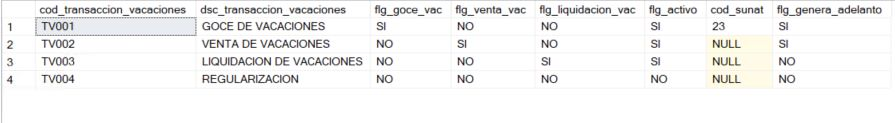 cod_transaccion_vacaciones dsc_transaccion_vacaciones flg_goce_vac flg_venta_vac flg_liquidacion_vac flg_activo cod_sunat flg_genera_adelanto
1 TV001 GOCE DE VACACIONES SI NO NO SI 23 SI
2 TV002 VENTA DE VACACIONES NO SI NO SI NULL SI
3 TV003 LIQUIDACION DE VACACIONES NO NO SI SI NULL NO
4 TV004 REGULARIZACION NO NO NO NO NULL NO